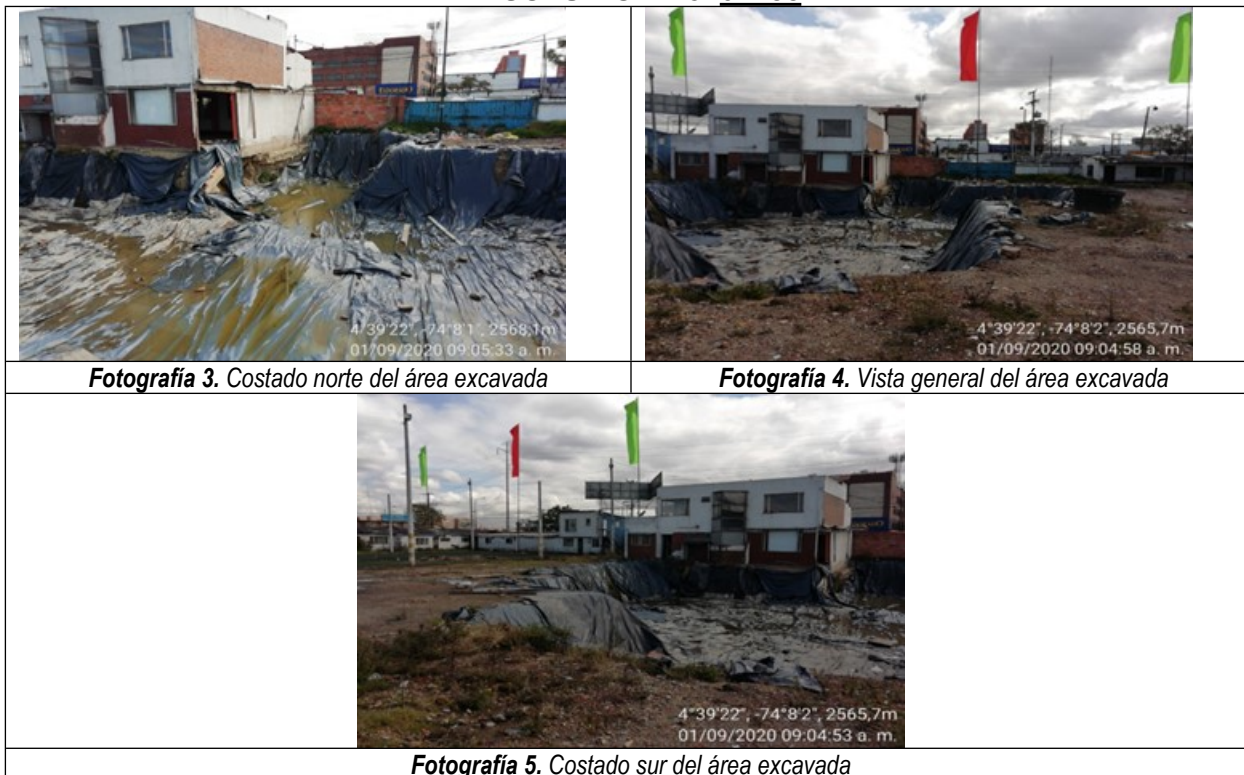 4°39'22", -74°8'1", 2568,1m
01/09/2020 09:05:33 a. m.
4°39'22", -74°8'2", 2565,7m
01/09/2020 09:04:58 a. m.
Fotografía 3. Costado norte del área excavada
Fotografía 4. Vista general del área excavada
4°39'22", -74°8'2", 2565,7m
01/09/2020 09:04:53 a. m.
Fotografía 5. Costado sur del área excavada